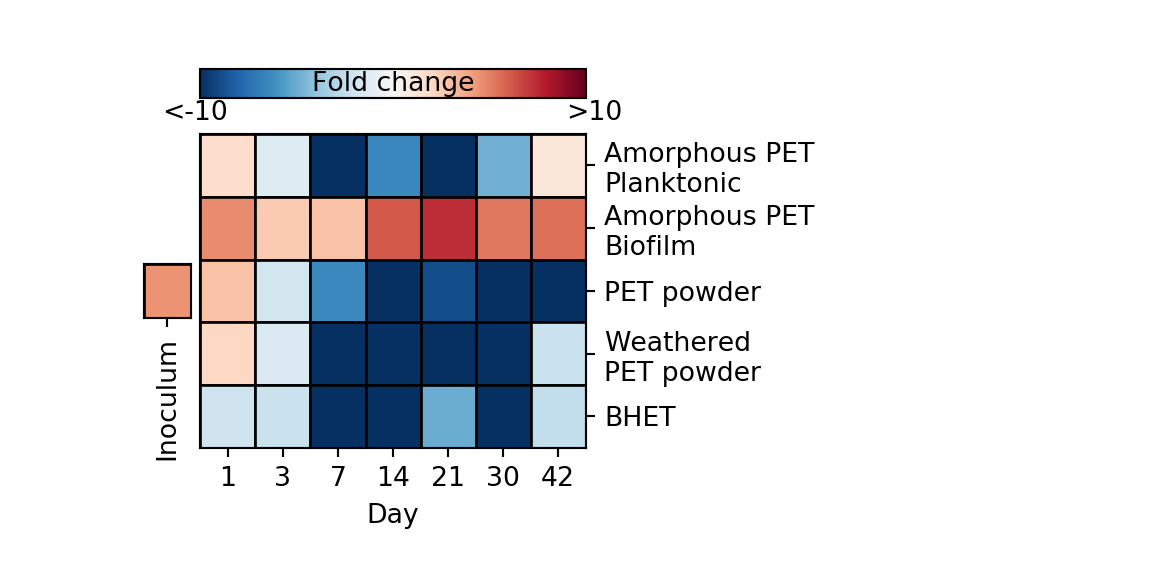 Fold change
<-10
>10
Amorphous PET
Planktonic
Amorphous PET
Biofilm
PET powder
Weathered
PET powder
BHET
Inoculum
1 3 7 14 21 30 42
Day